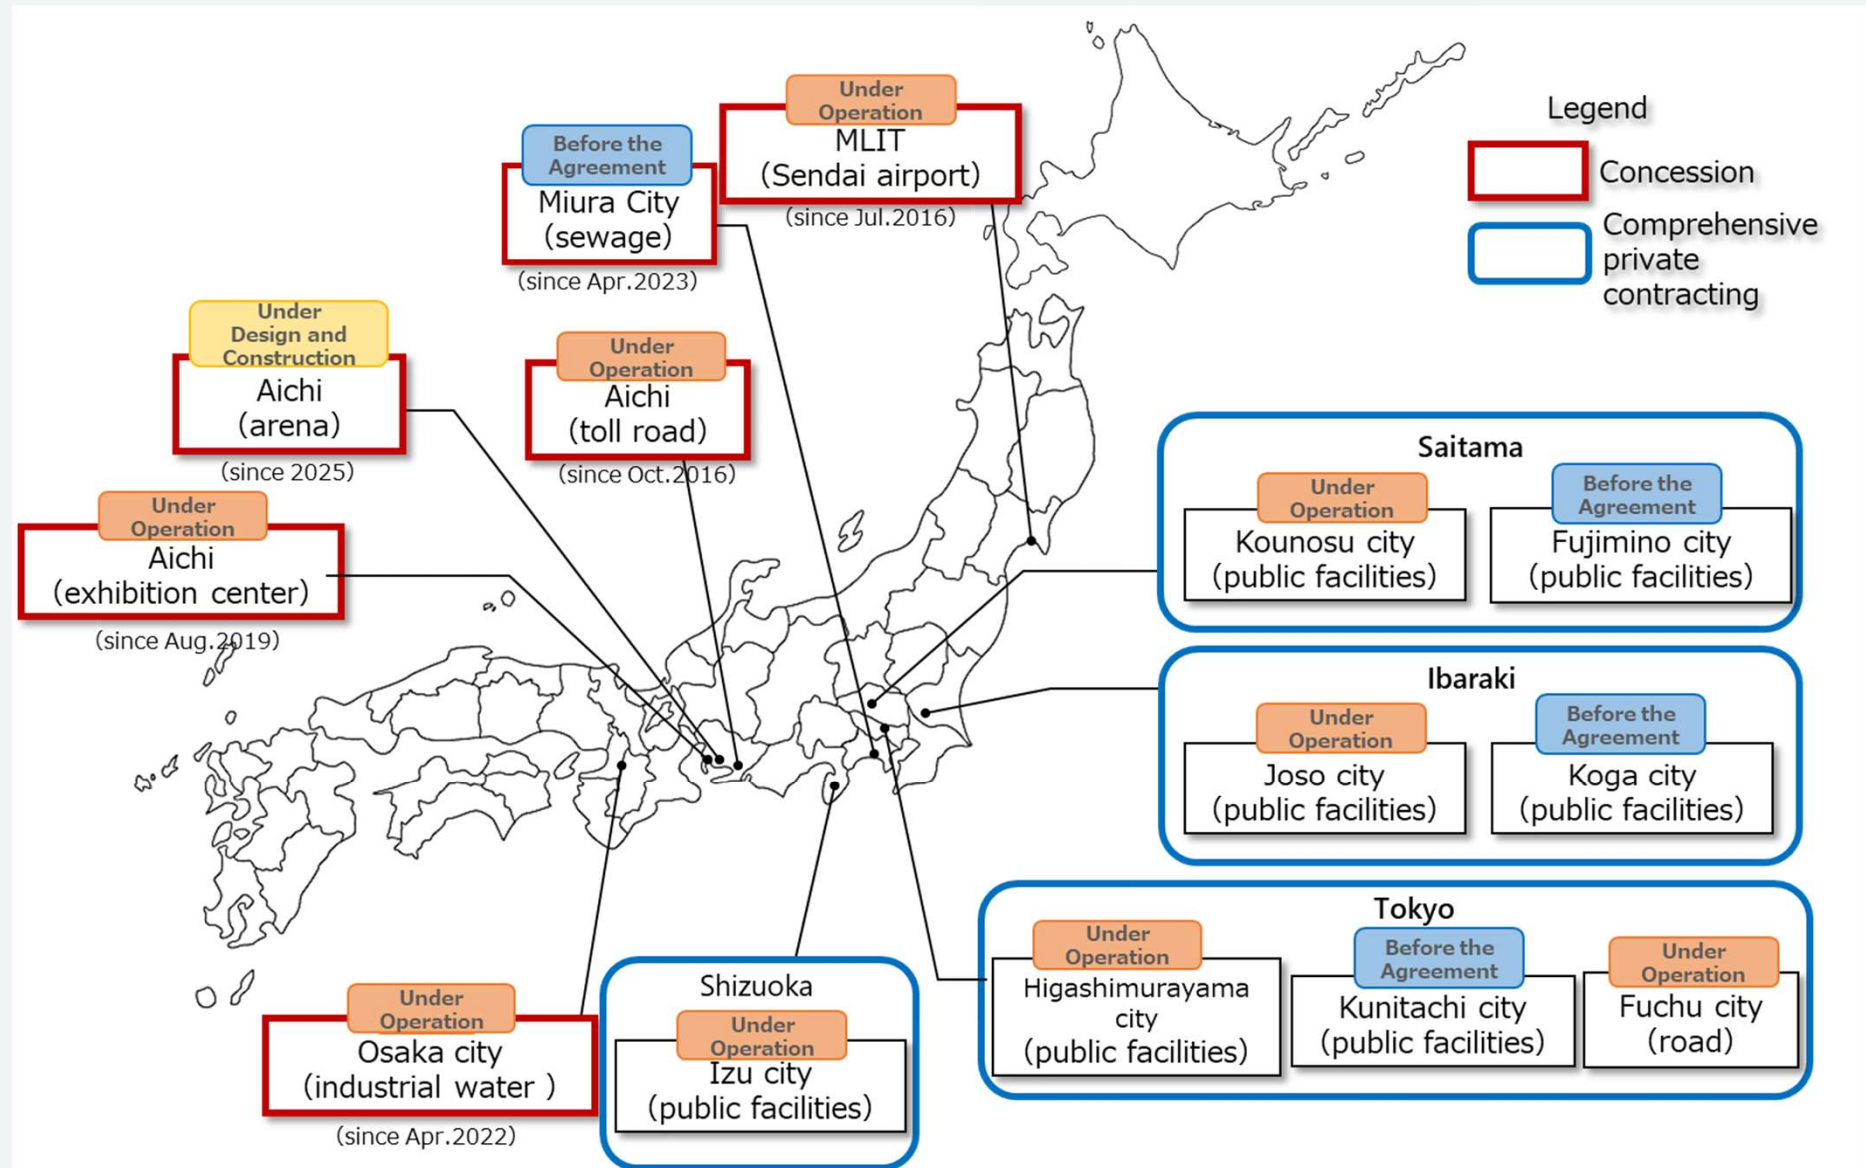 Legend
Concession
Comprehensive
private
contracting
Under
Operation
MLIT
(Sendai airport)
(since Jul.2016)
Before the
Agreement
Miura City
(sewage)
(since Apr.2023)
Under
Design and
Construction
Aichi
(arena)
(since 2025)
Under
Operation
Aichi
(toll road)
(since Oct.2016)
Under
Operation
Aichi
(exhibition center)
(since Aug.2019)
Saitama
Under
Operation
Kounosu city
(public facilities)
Before the
Agreement
Fujimino city
(public facilities)
Ibaraki
Under
Operation
Joso city
(public facilities)
Before the
Agreement
Koga city
(public facilities)
Tokyo
Under
Operation
Higashimurayama
city
(public facilities)
Before the
Agreement
Kunitachi city
(public facilities)
Under
Operation
Fuchu city
(road)
Shizuoka
Under
Operation
Izu city
(public facilities)
Under
Operation
Osaka city
(industrial water )
(since Apr.2022)